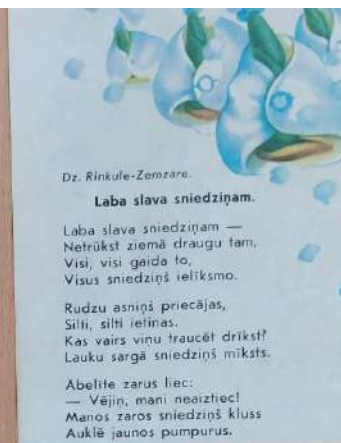 Dz. Rinkule-Zemzare.
Laba slava sniedziņam.
Laba slava sniedziņam —
Netrūkst ziemā draugu tam,
Visi, visi gaida to,
Visus sniedziņš ielīksmo.
Rudzu asniņš priecājas,
Silti, silti ietinas.
Kas vairs viņu traucēt drīkst?
Lauku sargā sniedziņš mīksts.
Abelīte zarus liec:
— Vējiņ, mani neaiztiec!
Manos zaros sniedziņš kluss
Auklē jaunos pumpurus.